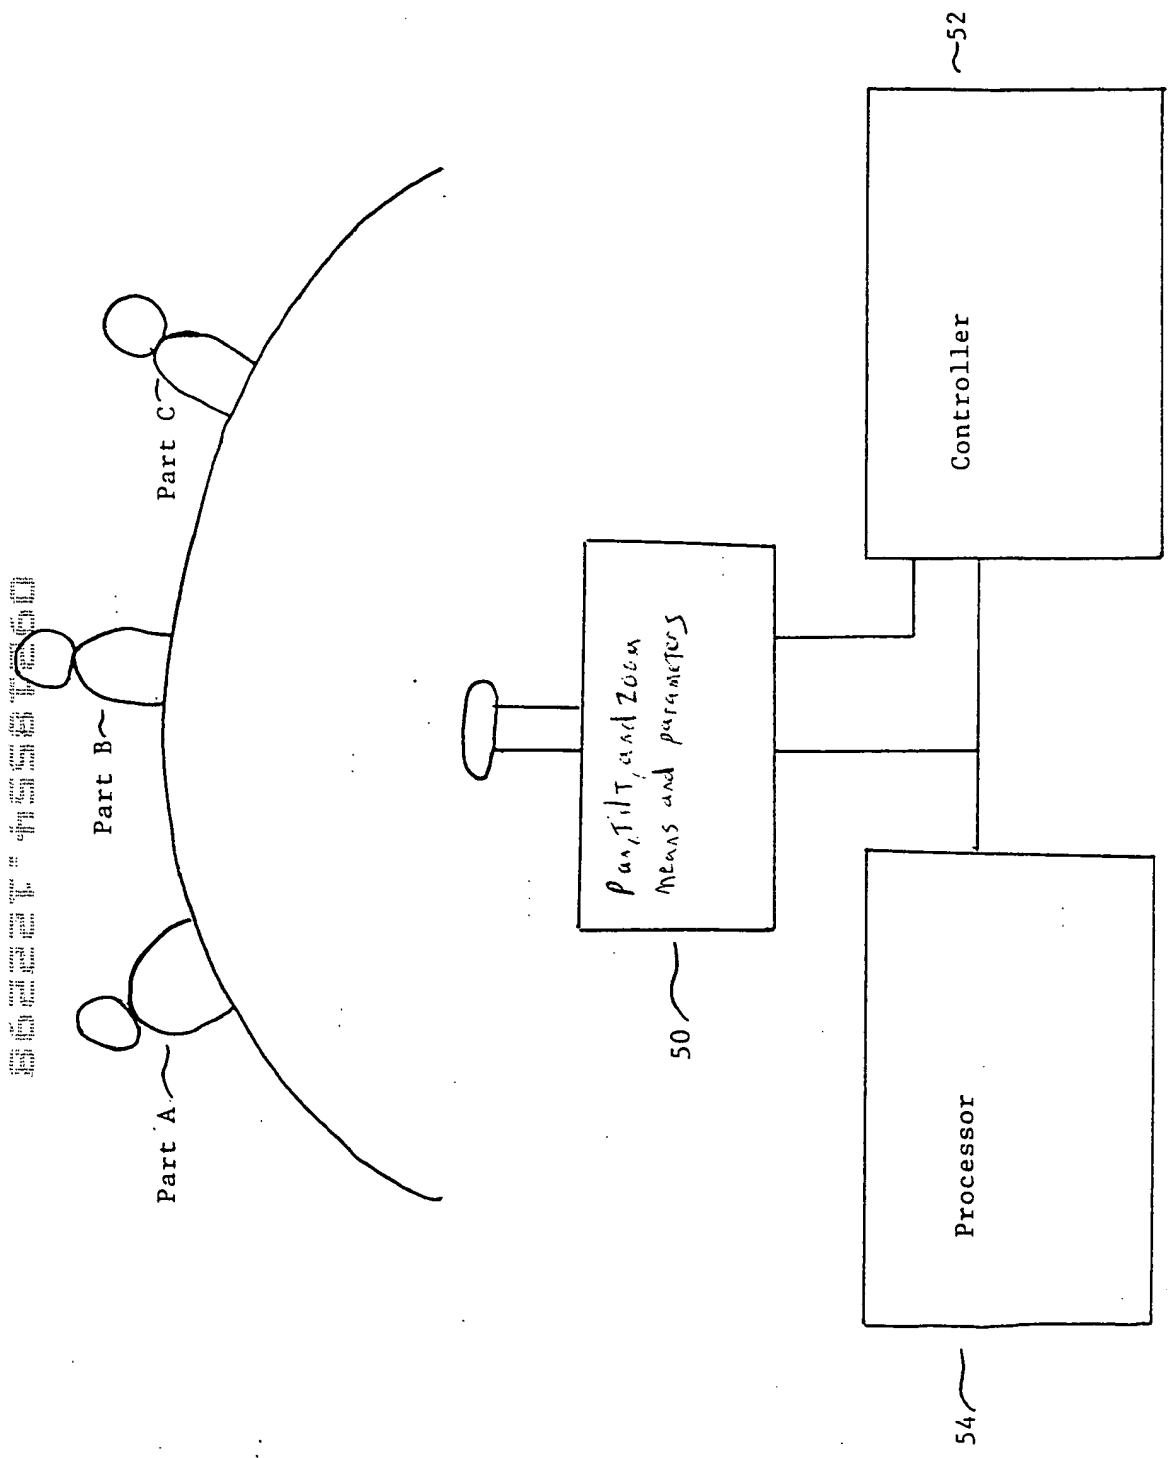 Part A
Part B
Part C
50
Pan, Tilt, and Zoom
means and parameters
54
Processor
Controller
52